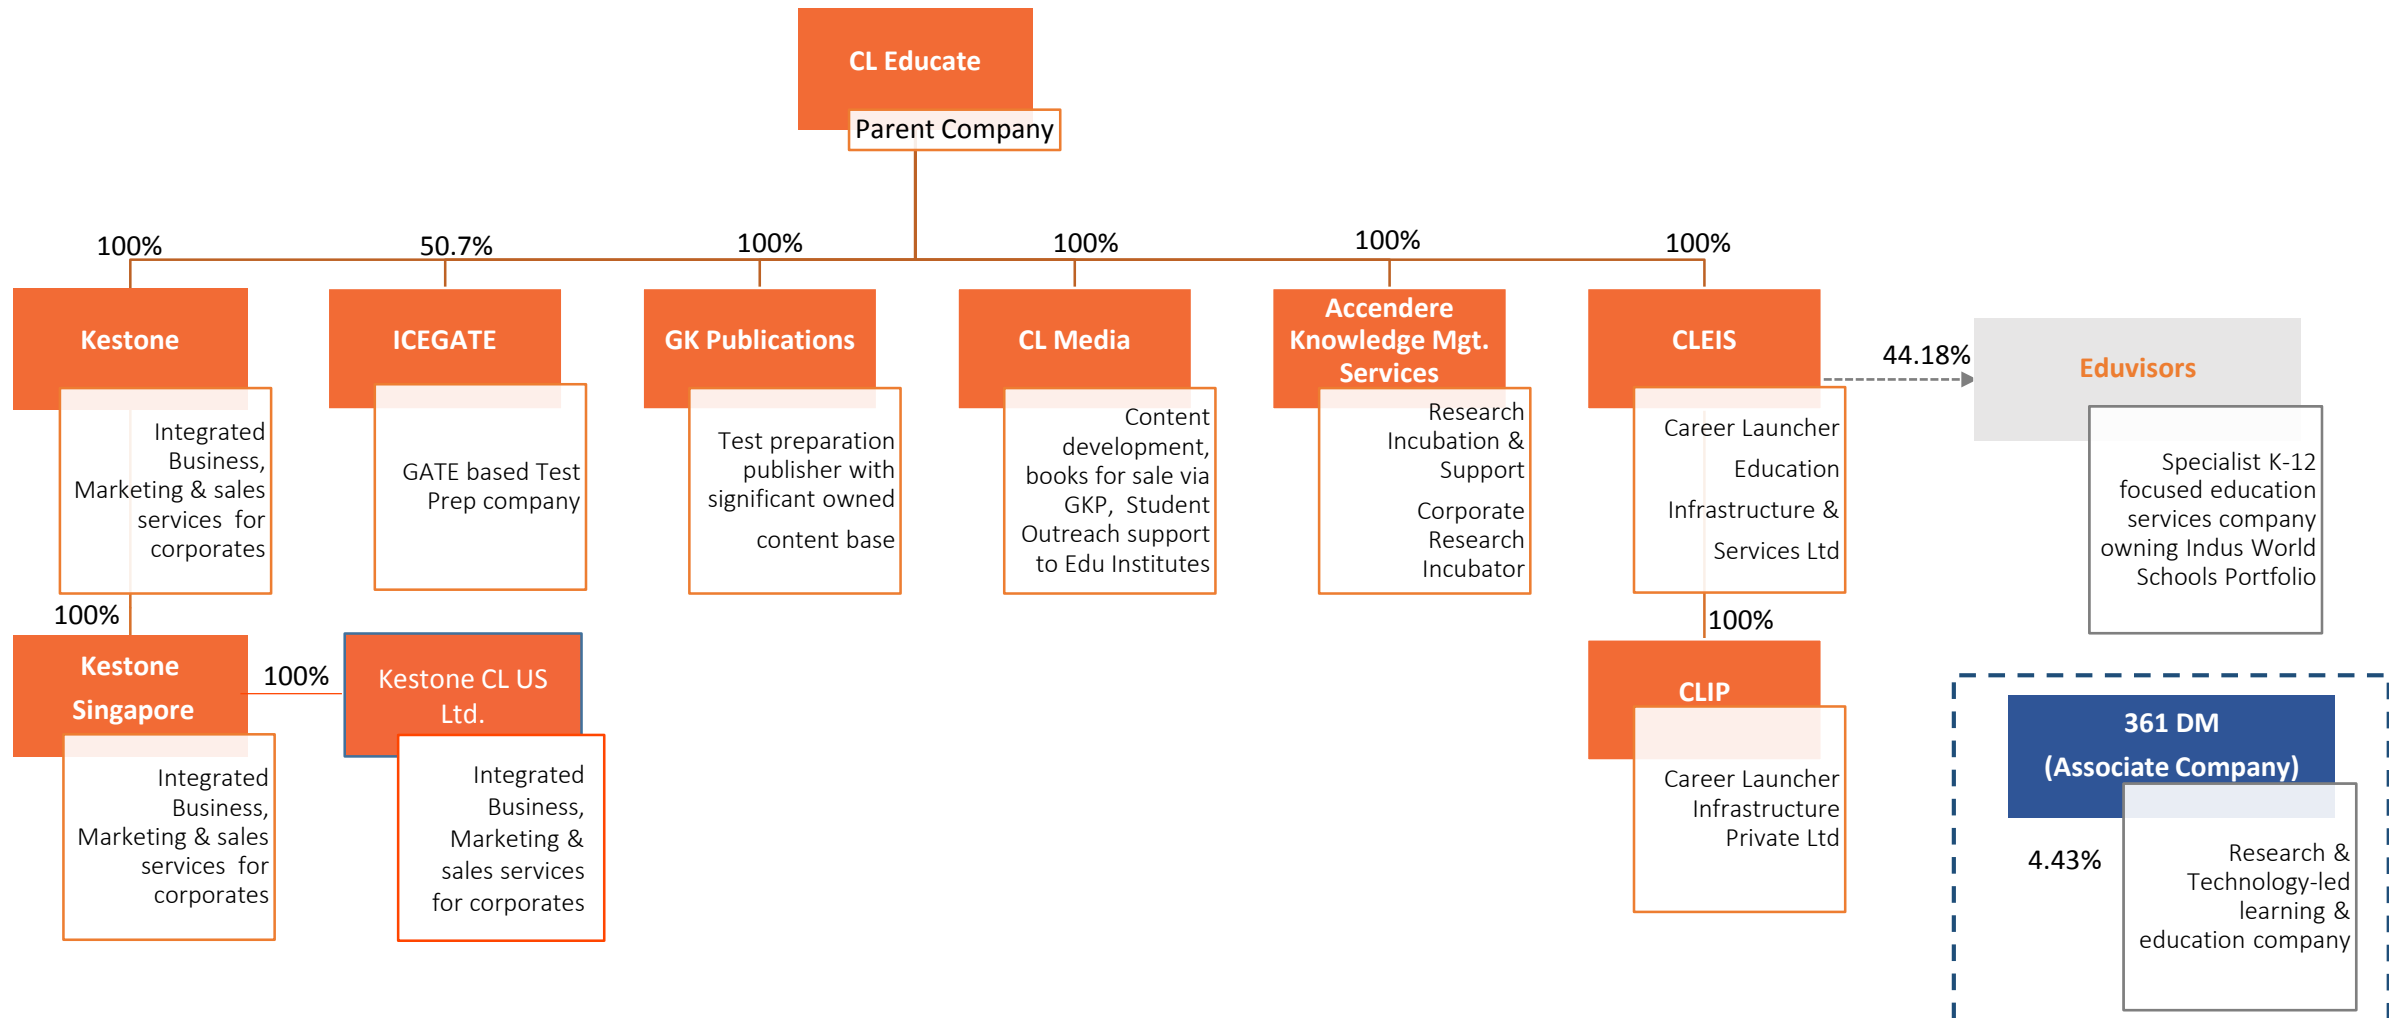 CL Educate
Parent Company
100%
50.7%
100%
100%
100%
100%
Kestone
Integrated
Business,
Marketing & sales
services for
corporates
ICEGATE
GATE based Test
Prep company
GK Publications
Test preparation
publisher with
significant owned
content base
CL Media
Content
development,
books for sale via
GKP, Student
Outreach support
to Edu Institutes
Accendere
Knowledge Mgt.
Services
Research
Incubation &
Support
Corporate
Research
Incubator
CLEIS
Career Launcher
Education
Infrastructure &
Services Ltd
44.18%
Eduvisors
Specialist K-12
focused education
services company
owning Indus World
Schools Portfolio
100%
Kestone
Singapore
Integrated
Business,
Marketing & sales
services for
corporates
100%
Kestone CL US
Ltd.
Integrated
Business,
Marketing &
sales services
for corporates
100%
CLIP
Career Launcher
Infrastructure
Private Ltd
361 DM
(Associate Company)
4.43%
Research &
Technology-led
learning &
education company